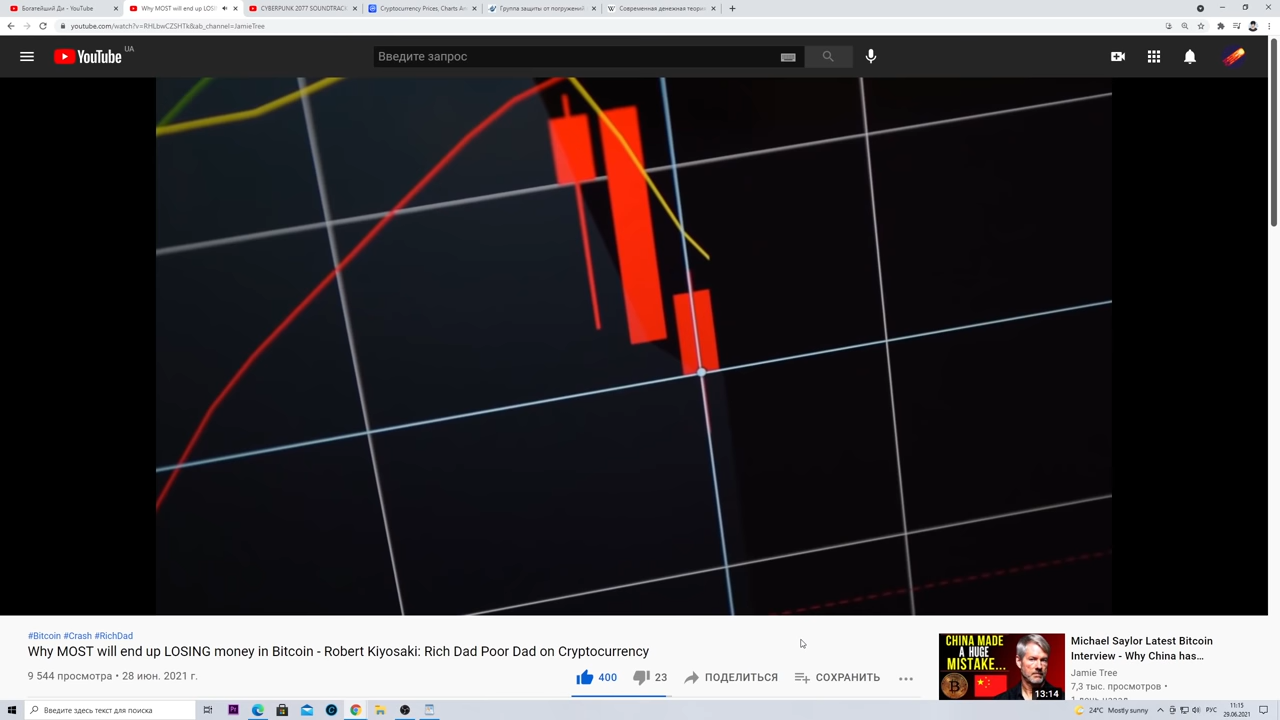 Богатейший Ди - YouTube
Why MOST will end up LOS
CYBERPUNK 2077 SOUNDTRAC
Cryptocurrency Prices, Charts An
Группа защиты от погружений
Современная денежная теори
youtube.com/watch?v=RHLbwCZSHTk&ab_channel=JamieTree
YouTube UA
Введите запрос
#Bitcoin #Crash #RichDad
Why MOST will end up LOSING money in Bitcoin - Robert Kiyosaki: Rich Dad Poor Dad on Cryptocurrency
9 544 просмотра • 28 июн. 2021 г.
400
23
ПОДЕЛИТЬСЯ
СОХРАНИТЬ
CHINA MADE
A HUGE
MISTAKE...
13:14
Michael Saylor Latest Bitcoin
Interview - Why China has...
Jamie Tree
7,3 тыс. просмотров •
Введите здесь текст для поиска
24°C Mostly sunny
РУС
11:15
29.06.2021